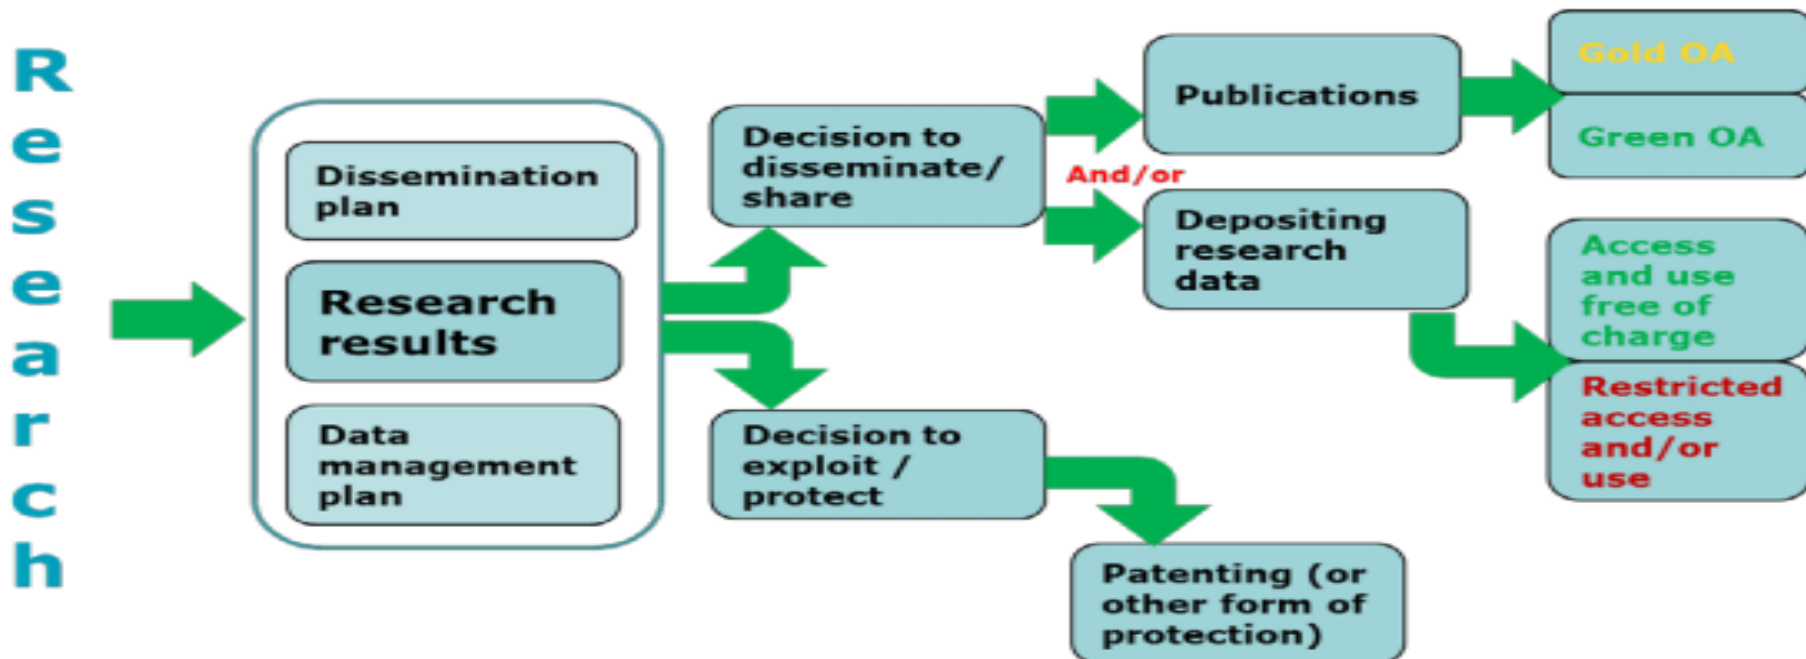 Research
Dissemination
plan
Research
results
Data
management
plan
Decision to
disseminate/
share
Decision to
exploit /
protect
And/or
Publications
Depositing
research
data
Patenting (or
other form of
protection)
Gold OA
Green OA
Access
and use
free of
charge
Restricted
access
and/or
use